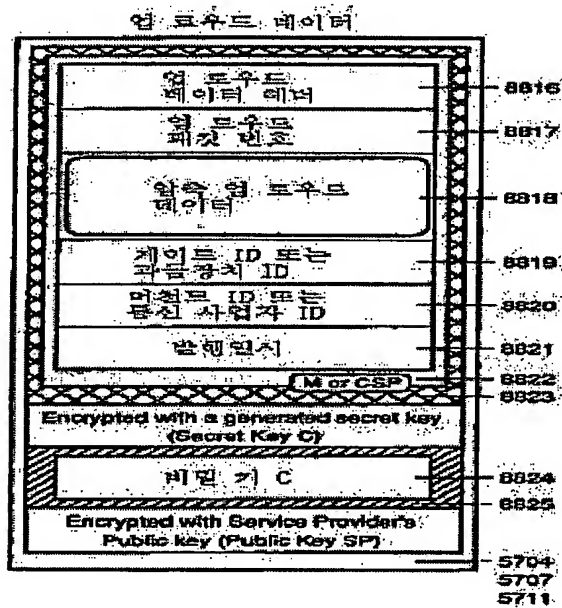 업 로우드 데이터
업 로우드
데이터 헤더
8816
업 로우드
패킷 번호
8817
압축 업 로우드
데이터
8818
게이트 ID 또는
과금장치 ID
8819
머천트 ID 또는
통신 사업자 ID
8820
발행일시
8821
M or CSP
8822
8823
Encrypted with a generated secret key
(Secret Key C)
비밀 키 C
8824
8825
Encrypted with Service Provider's
Public key (Public Key SP)
5704
5707
5711